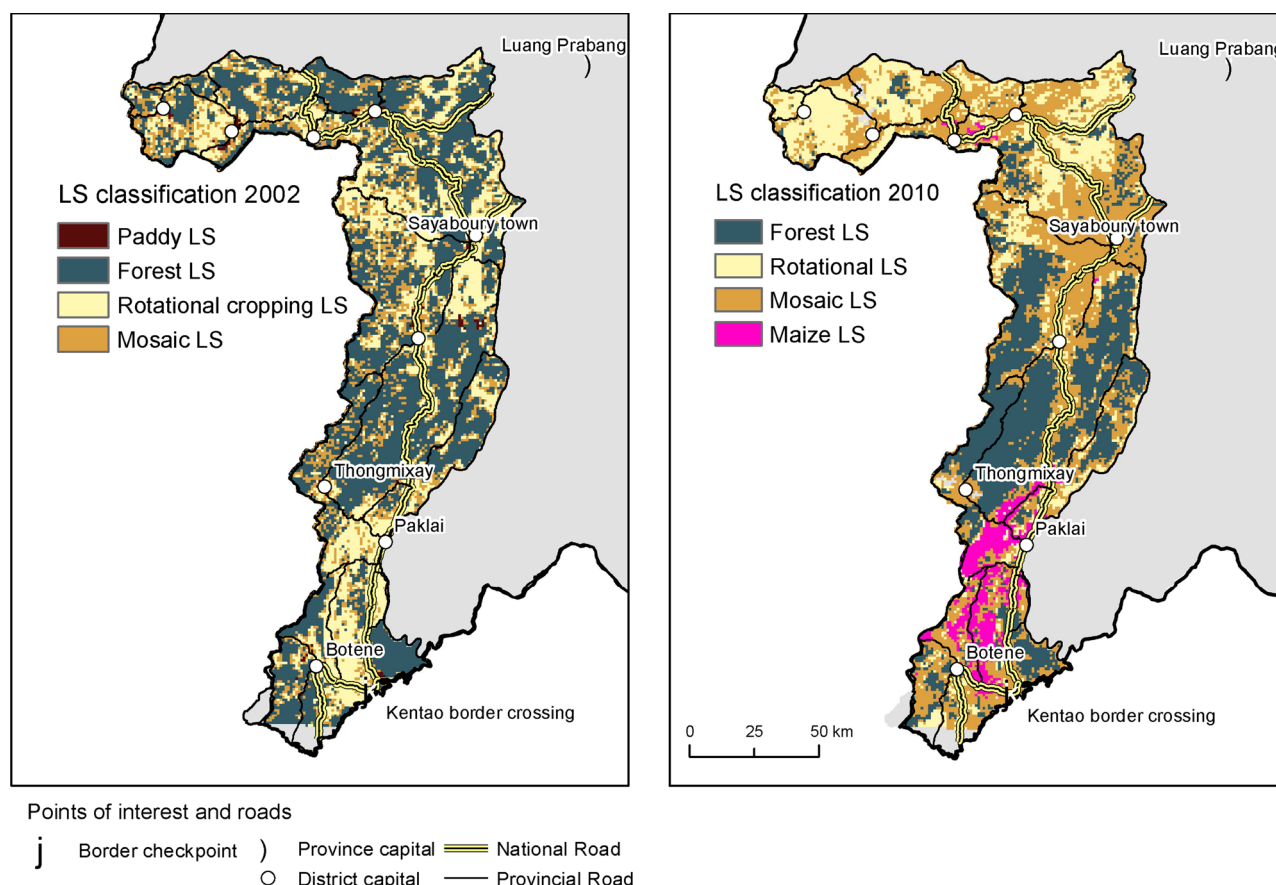 Luang Prabang
)
LS classification 2002
Paddy LS
Forest LS
Rotational cropping LS
Mosaic LS
Sayaboury town
Thongmixay
Paklai
Botene
j
Kentao border crossing
Luang Prabang
)
LS classification 2010
Forest LS
Rotational LS
Mosaic LS
Maize LS
Sayaboury town
Thongmixay
Paklai
Botene
j
Kentao border crossing
0 25 50 km
Points of interest and roads
j Border checkpoint ) Province capital National Road
District capital Provincial Road